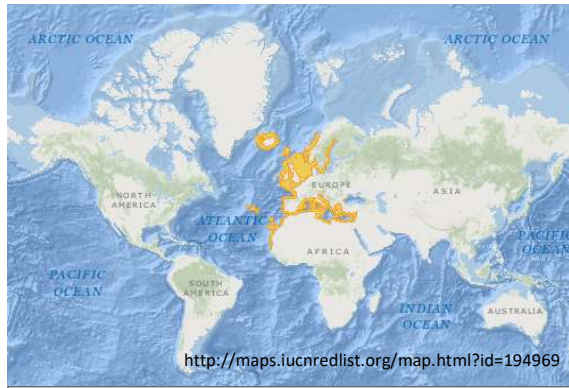 ARCTIC OCEAN
ARCTIC OCEAN
NORTH
AMERICA
EUROPE
ASIA
ATLANTIC
OCEAN
AFRICA
PACIFIC
OCEAN
PACIFIC
OCEAN
SOUTH
AMERICA
INDIAN
OCEAN
AUSTRALIA
http://maps.iucnredlist.org/map.html?id=194969